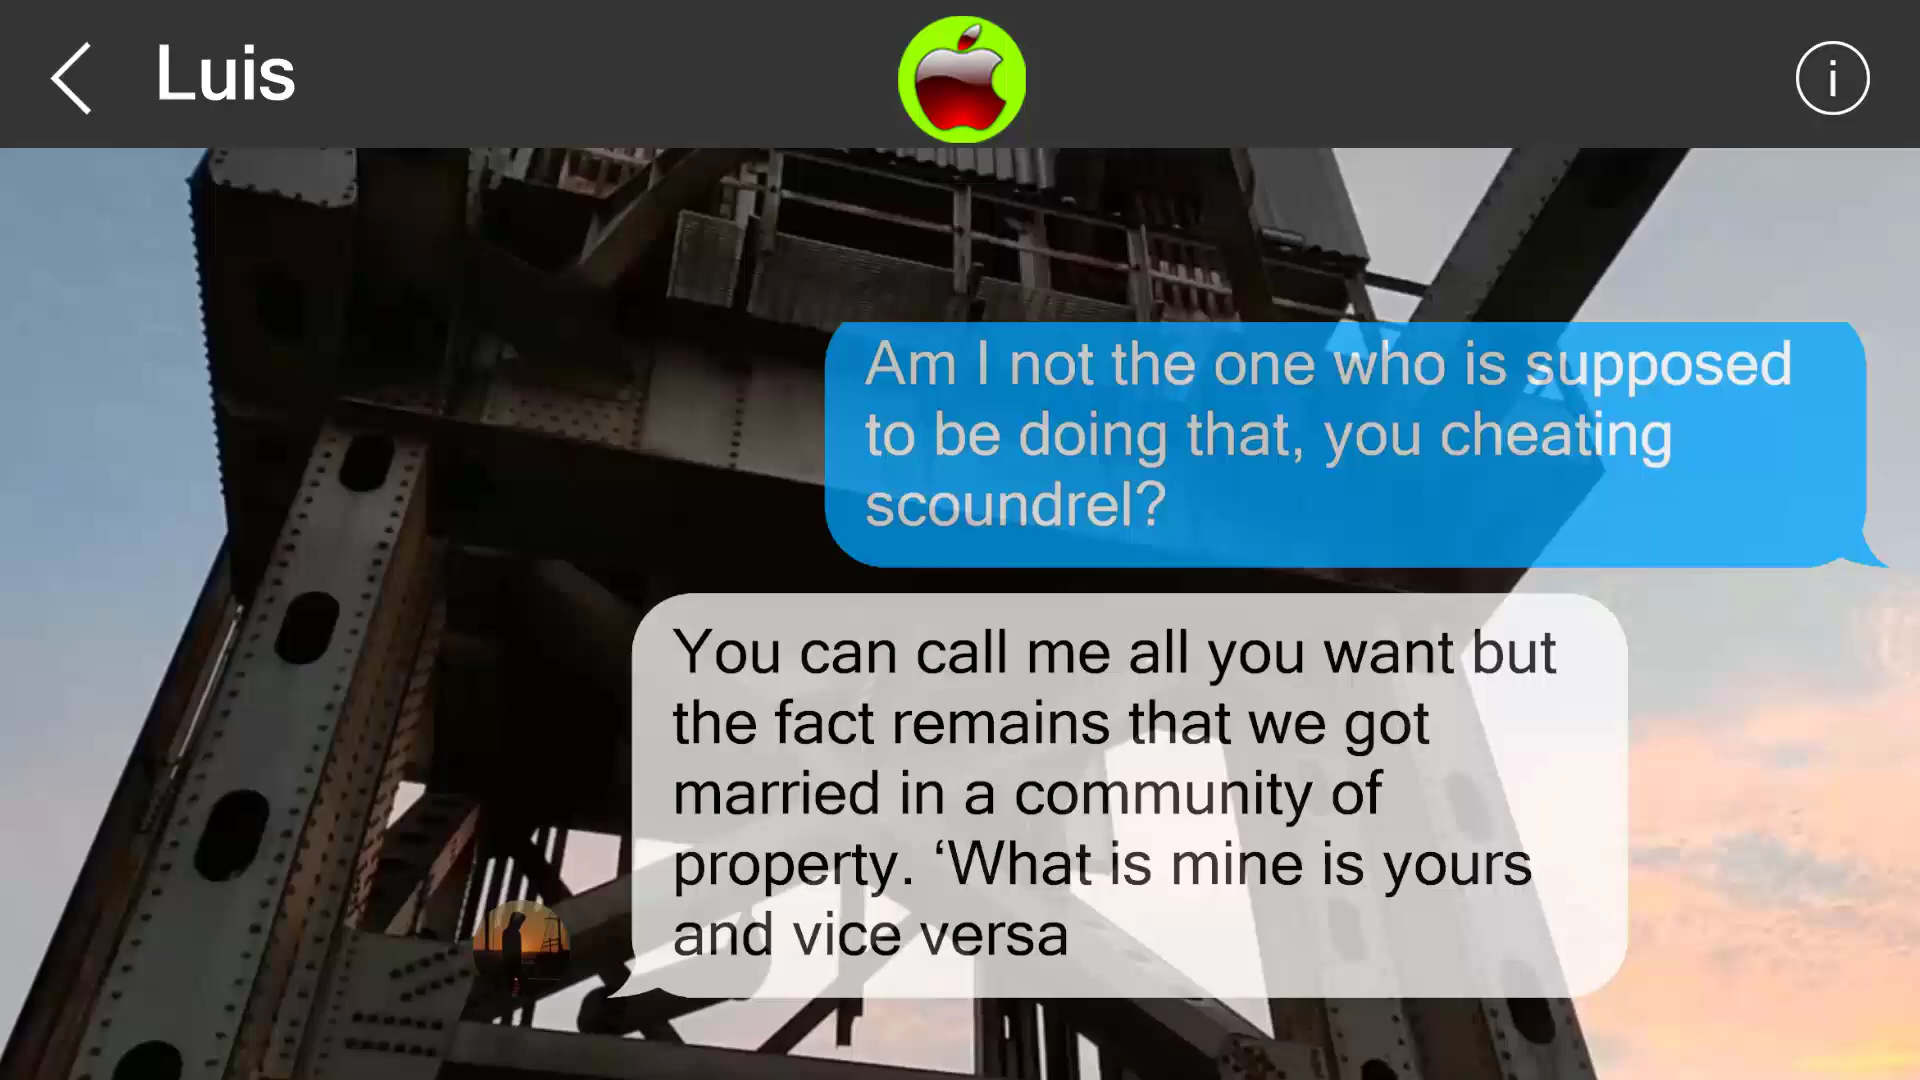 Luis
i
Am I not the one who is supposed
to be doing that, you cheating
scoundrel?
You can call me all you want but
the fact remains that we got
married in a community of
property. ‘What is mine is yours
and vice versa